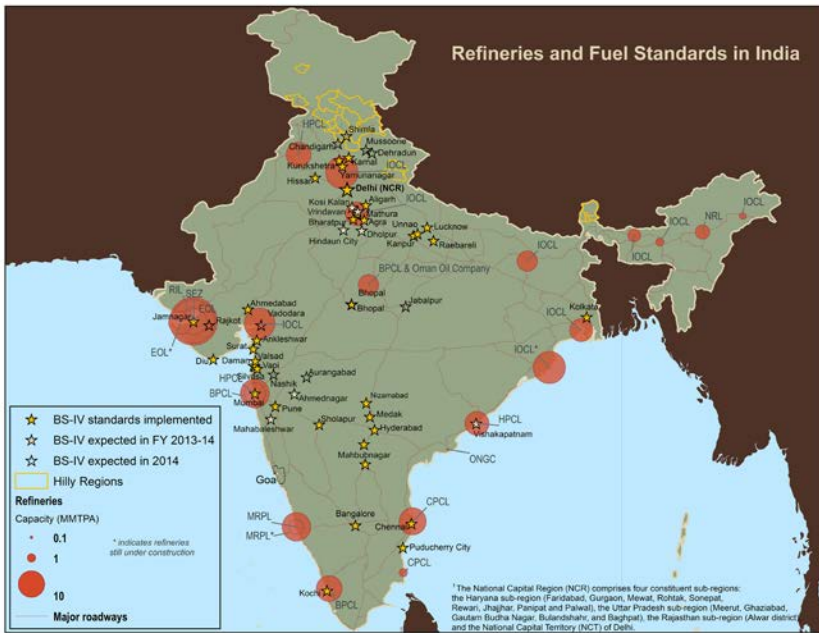 Refineries and Fuel Standards in India
HPCL
Shimla
Chandigarh
Mussoone
Dehradun
Kurukshetra
Karnal
IOCL
Yamunanagar
Hissar
Delhi (NCR)
Kosi Kalan
Aligarh
IOCL
Vrindavan
Mathura
Bharatpur
Agra
Unnao
Lucknow
Hindaun City
Dholpur
Kanpur
Raebareli
IOCL
IOCL
NRL
IOCL
IOCL
BPCL & Oman Oil Company
RIL SEZ
EOL
Ahmedabad
Bhopal
Jamnagar
Rajkot
Vadodara
Bhopal
Jabalpur
Kolkata
IOCL
IOCL
EOL*
Ankleshwar
Surat
IOCL*
Diu
Daman
Valsad
Vapi
Silvasa
Aurangabad
HPCL
Nashik
BPCL
Mumbai
Ahmednagar
Nizamabad
Pune
Medak
HPCL
Mahabaleshwar
Sholapur
Hyderabad
Vishakapatnam
Mahbubnagar
ONGC
Goa
MRPL
Bangalore
CPCL
MRPL*
Chennai
Puducherry City
CPCL
Kochi
BPCL
BS-IV standards implemented
BS-IV expected in FY 2013-14
BS-IV expected in 2014
Hilly Regions
Refineries
Capacity (MMTPA)
* indicates refineries
still under construction
0.1
1
10
Major roadways
¹The National Capital Region (NCR) comprises four constituent sub-regions:
the Haryana sub-region (Faridabad, Gurgaon, Mewat, Rohtak, Sonepat,
Rewari, Jhajjhar, Panipat and Palwal), the Uttar Pradesh sub-region (Meerut, Ghaziabad,
Gautam Budha Nagar, Bulandshahr, and Baghpat), the Rajasthan sub-region (Alwar district)
and the National Capital Territory (NCT) of Delhi.